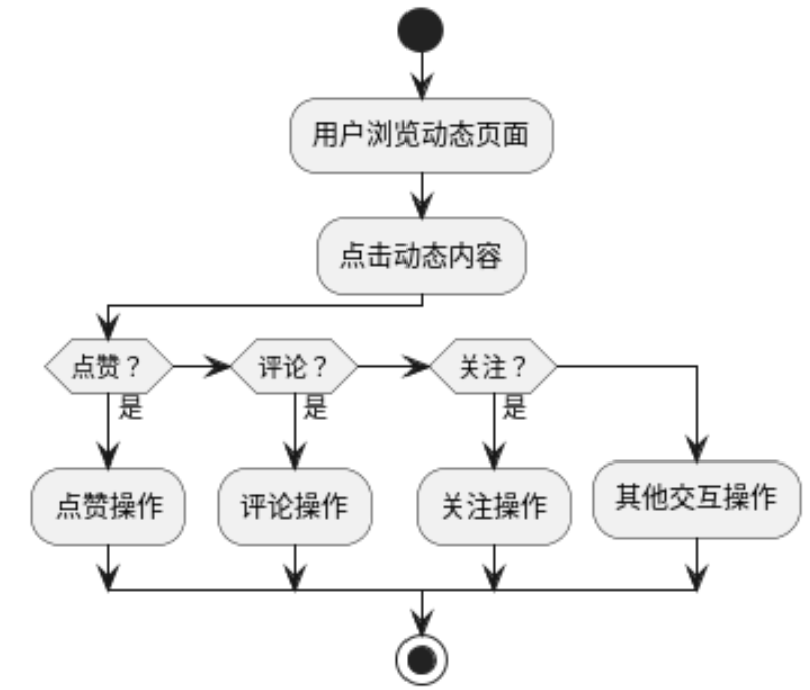 用户浏览动态页面
点击动态内容
点赞？
评论？
关注？
是
是
是
点赞操作
评论操作
关注操作
其他交互操作